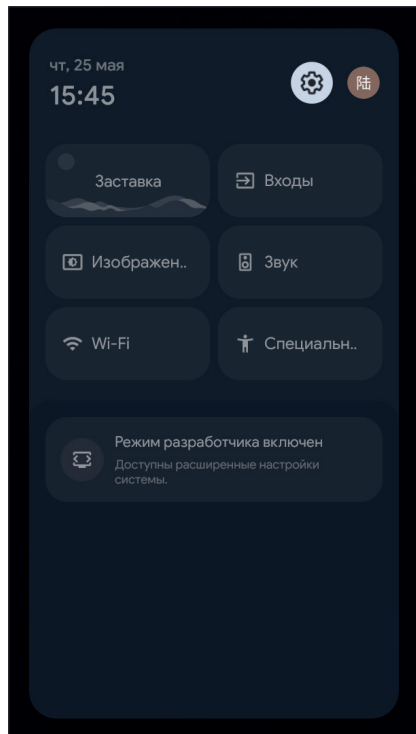 чт, 25 мая
15:45
陆
Заставка
Входы
Изображен..
Звук
Wi-Fi
Специальн..
Режим разработчика включен
Доступны расширенные настройки
системы.